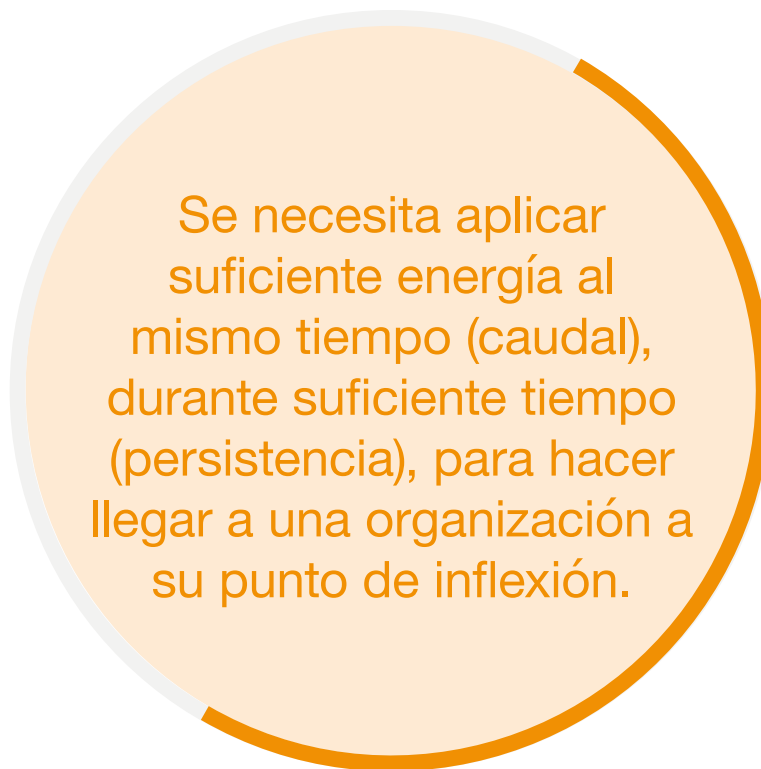 Se necesita aplicar
suficiente energía al
mismo tiempo (caudal),
durante suficiente tiempo
(persistencia), para hacer
llegar a una organización a
su punto de inflexión.